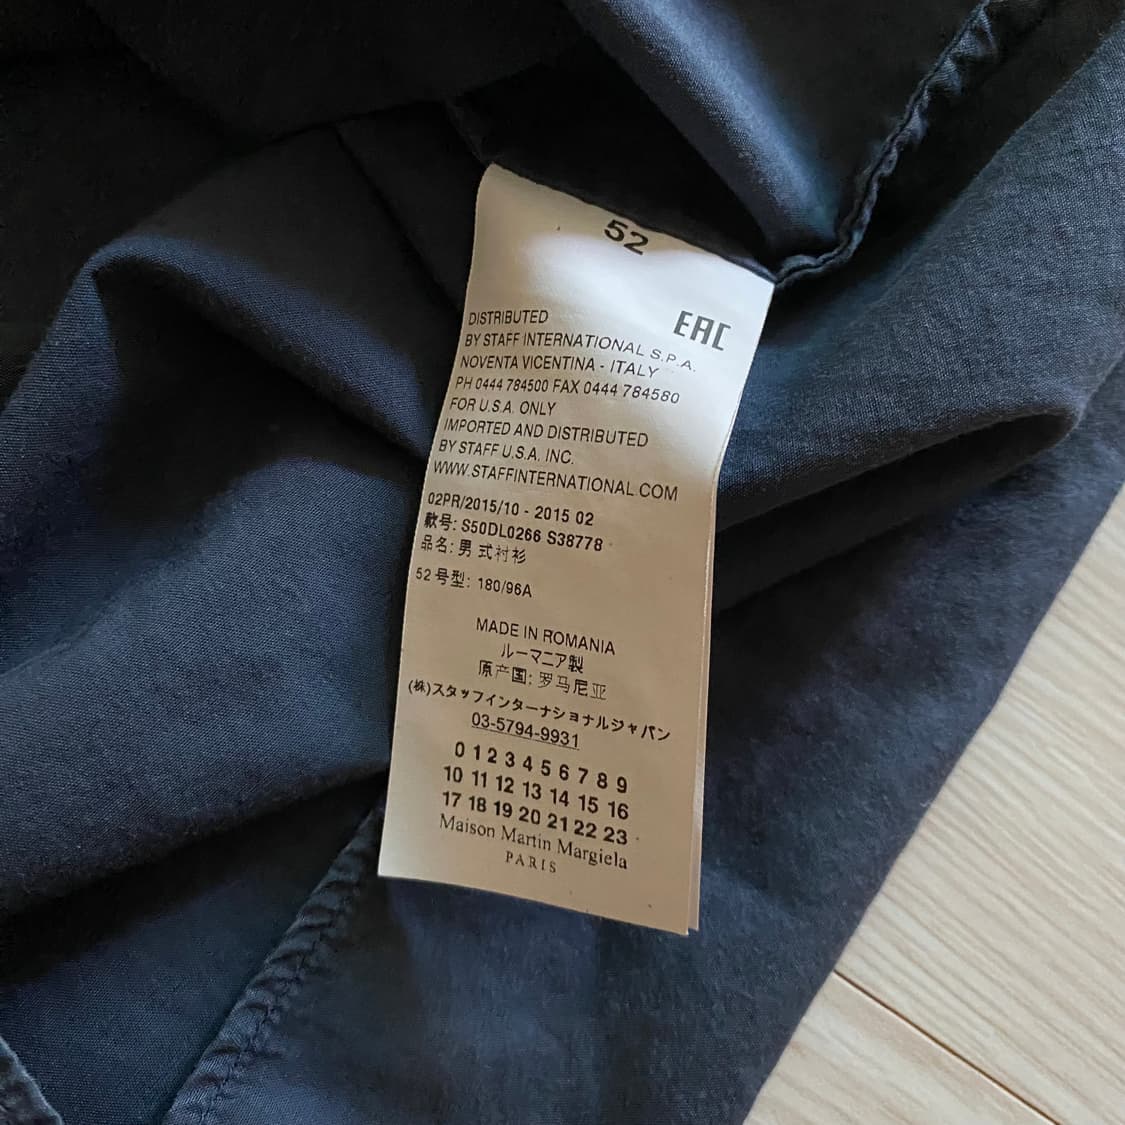 52
EAC
DISTRIBUTED
BY STAFF INTERNATIONAL S.P.A.
NOVENTA VICENTINA - ITALY
PH 0444 784500 FAX 0444 784580
FOR U.S.A. ONLY
IMPORTED AND DISTRIBUTED
BY STAFF U.S.A. INC.
WWW.STAFFINTERNATIONAL.COM
02PR/2015/10 - 2015 02
款号: S50DL0266 S38778
品名: 男式衬衫
52号型: 180/96A
MADE IN ROMANIA
ルーマニア製
原产国: 罗马尼亚
(株)スタッフインターナショナルジャパン
03-5794-9931
0 1 2 3 4 5 6 7 8 9
10 11 12 13 14 15 16
17 18 19 20 21 22 23
Maison Martin Margiela
PARIS